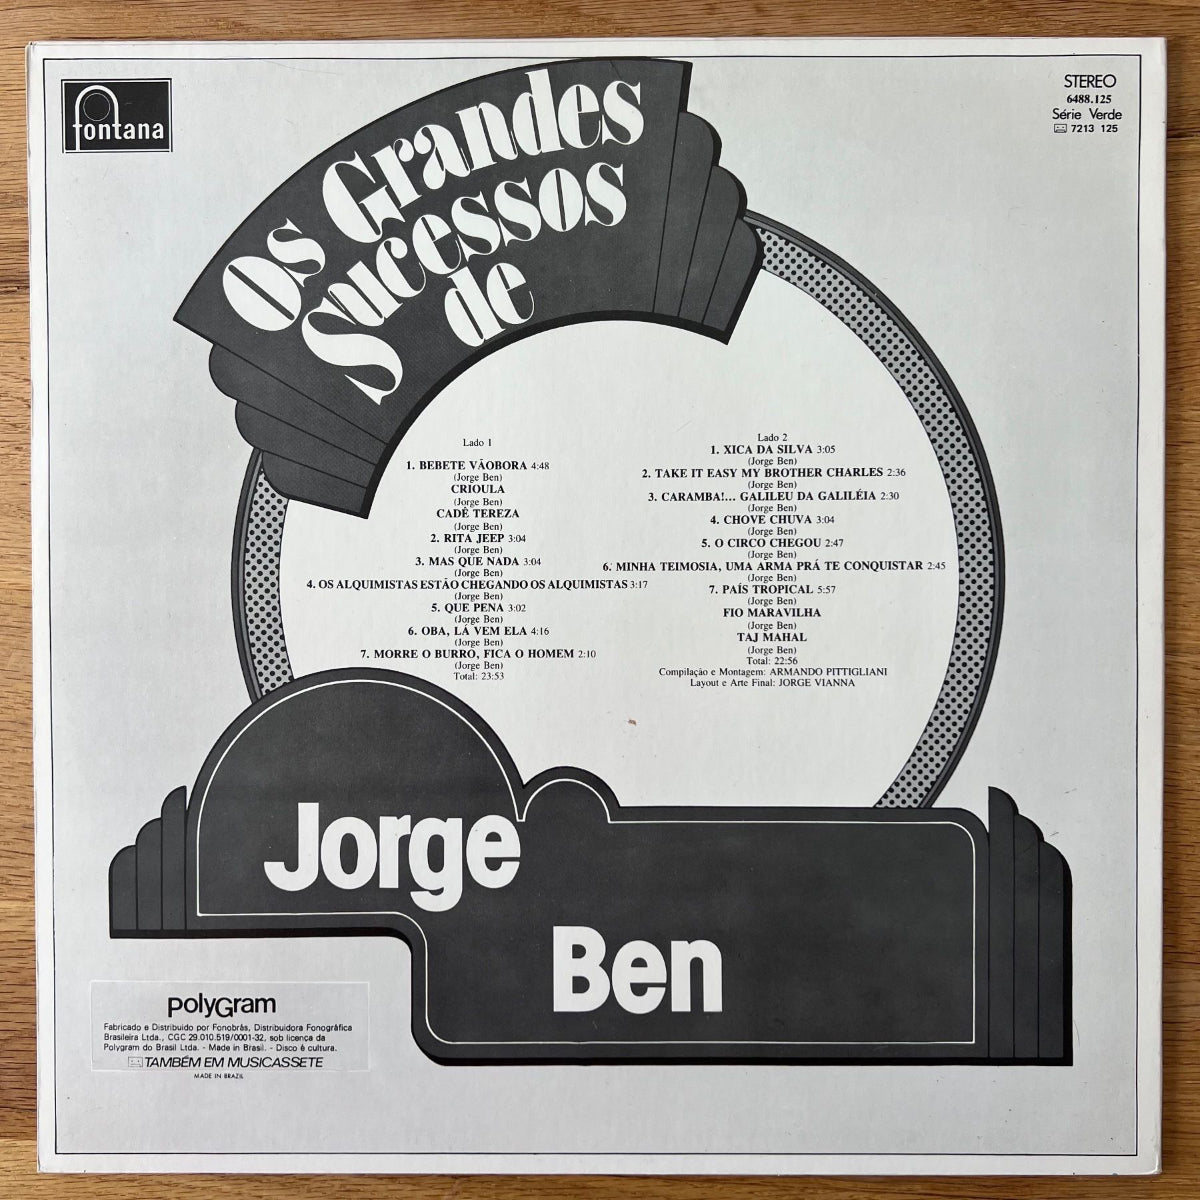 fontana
STEREO
6488.125
Série Verde
7213 125
Os Grandes
Sucessos
de
Lado 1
1. BEBETE VÃOBORA 4:48
(Jorge Ben)
CRIOULA
(Jorge Ben)
CADÊ TEREZA
(Jorge Ben)
2. RITA JEEP 3:04
(Jorge Ben)
3. MAS QUE NADA 3:04
(Jorge Ben)
4. OS ALQUIMISTAS ESTÃO CHEGANDO OS ALQUIMISTAS 3:17
(Jorge Ben)
5. QUE PENA 3:02
(Jorge Ben)
6. OBA, LÁ VEM ELA 4:16
(Jorge Ben)
7. MORRE O BURRO, FICA O HOMEM 2:10
(Jorge Ben)
Total: 23:53
Lado 2
1. XICA DA SILVA 3:05
(Jorge Ben)
2. TAKE IT EASY MY BROTHER CHARLES 2:36
(Jorge Ben)
3. CARAMBA!... GALILEU DA GALILÉIA 2:30
(Jorge Ben)
4. CHOVE CHUVA 3:04
(Jorge Ben)
5. O CIRCO CHEGOU 2:47
(Jorge Ben)
6. MINHA TEIMOSIA, UMA ARMA PRÁ TE CONQUISTAR 2:45
(Jorge Ben)
7. PAÍS TROPICAL 5:57
(Jorge Ben)
FIO MARAVILHA
(Jorge Ben)
TAJ MAHAL
(Jorge Ben)
Total: 22:56
Compilação e Montagem: ARMANDO PITTIGLIANI
Layout e Arte Final: JORGE VIANNA
Jorge
Ben
polyGram
Fabricado e Distribuido por Fonobrás, Distribuidora Fonográfica
Brasileira Ltda., CGC 29.010.519/0001-32, sob licença da
Polygram do Brasil Ltda. - Made in Brasil. - Disco é cultura.
TAMBÉM EM MUSICASSETE
MADE IN BRAZIL